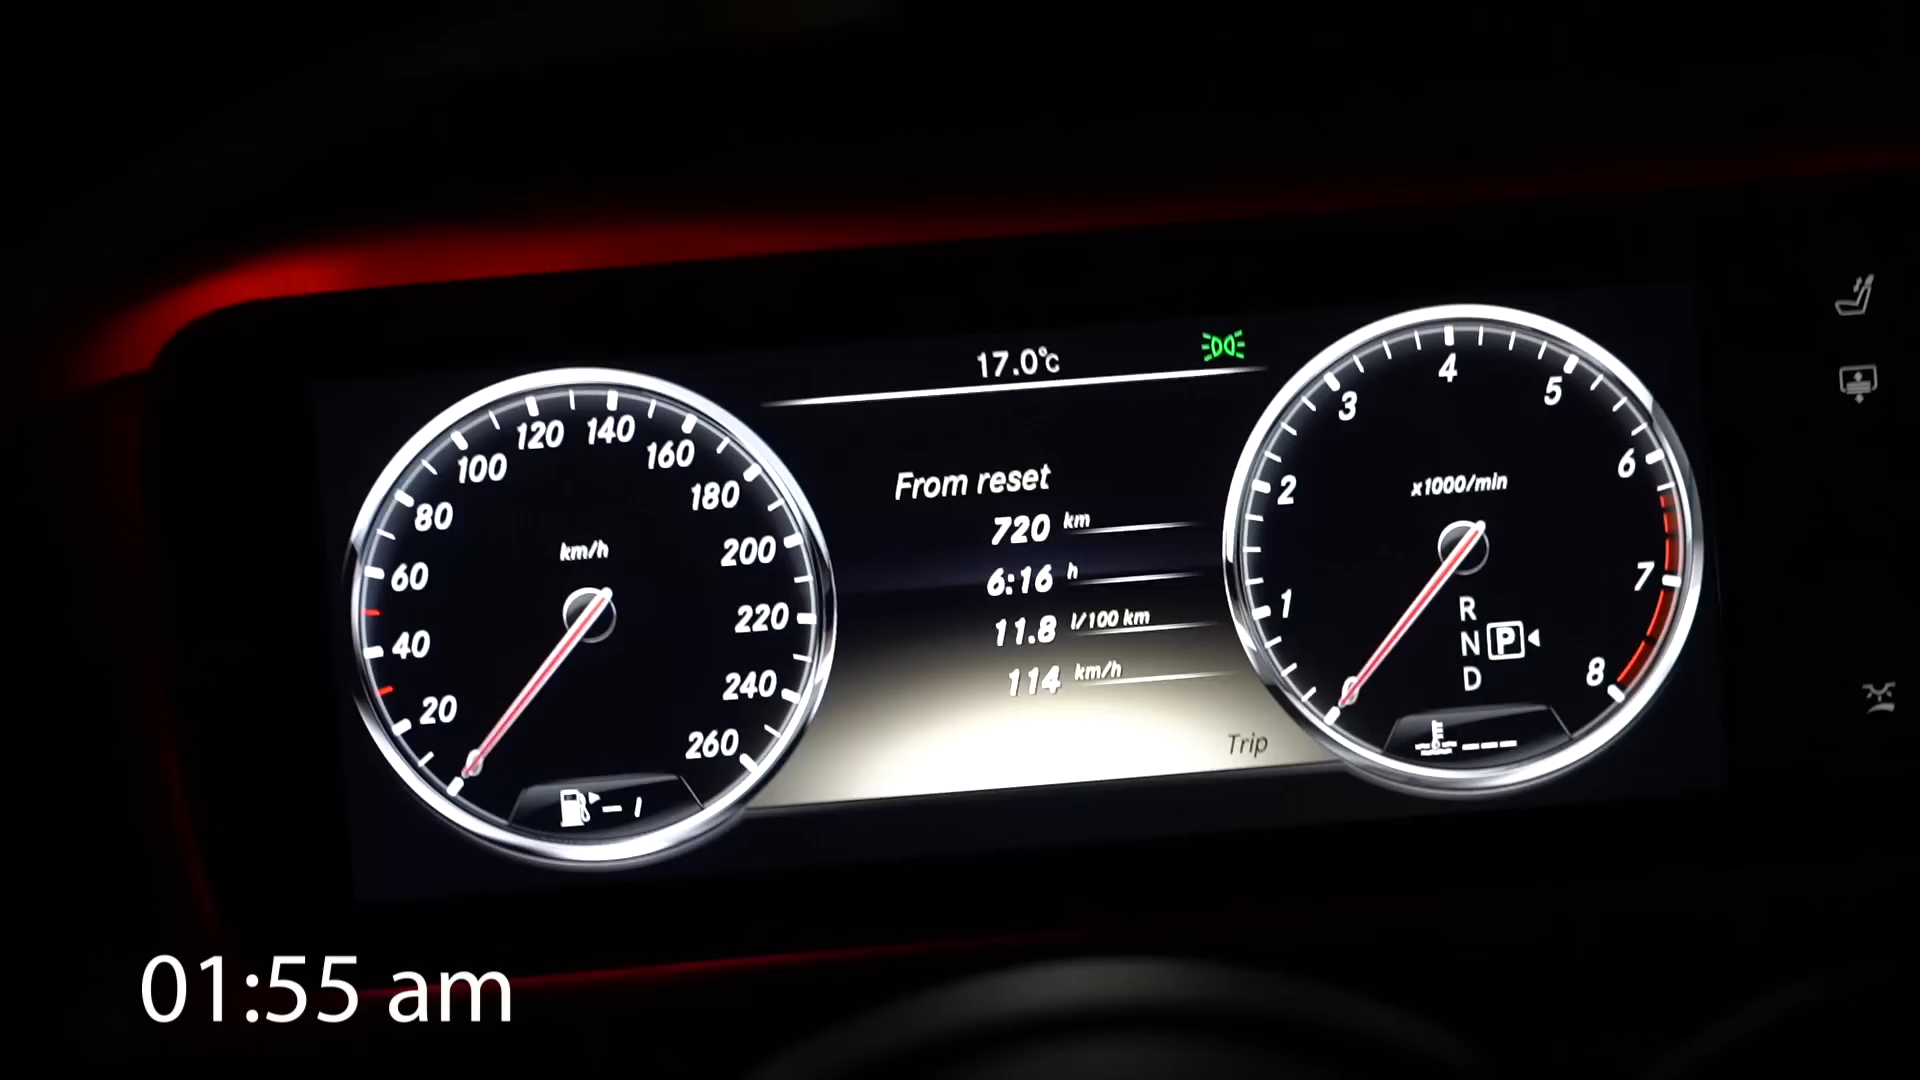 17.0°C
From reset
720 km
6:16 h
11.8 l/100 km
114 km/h
Trip
km/h
0
20
40
60
80
100
120
140
160
180
200
220
240
260
x1000/min
0
1
2
3
4
5
6
7
8
R
N P
D
01:55 am